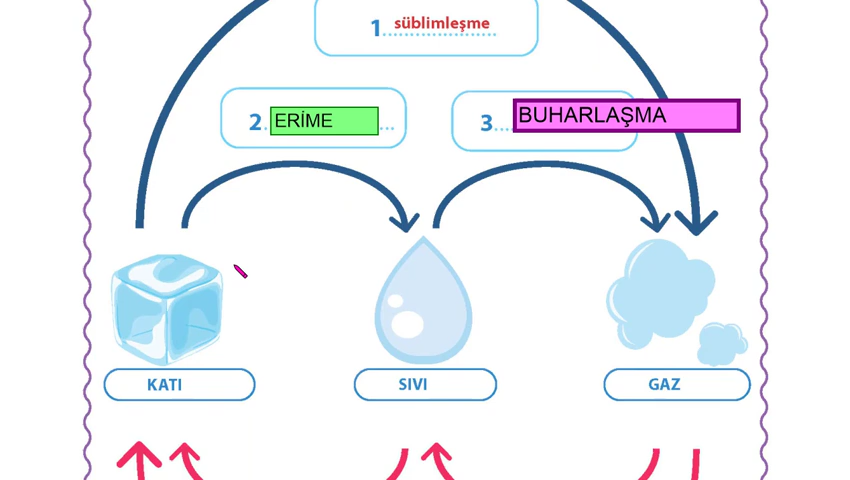 1 süblimleşme
2. ERİME ...
3.... BUHARLAŞMA
KATI
SIVI
GAZ